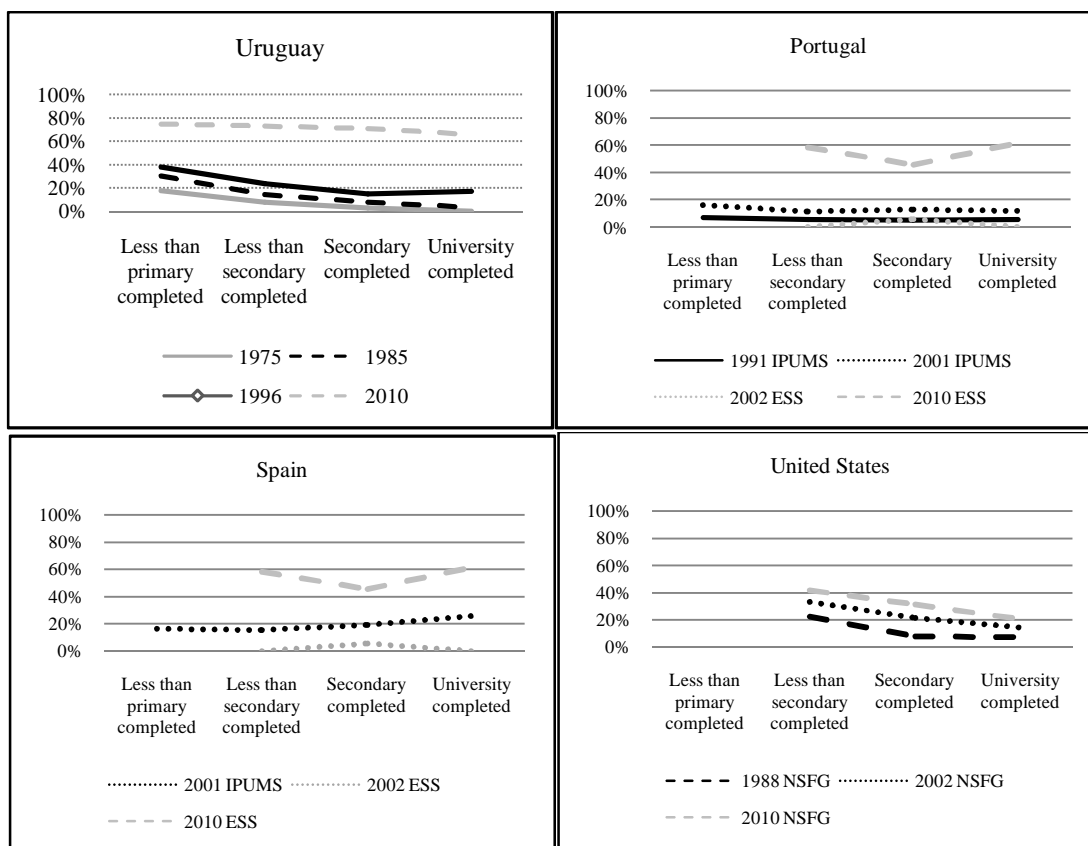 Uruguay
100%
80%
60%
40%
20%
0%
Less than
primary
completed
Less than
secondary
completed
Secondary
completed
University
completed
1975
1985
1996
2010
Portugal
100%
80%
60%
40%
20%
0%
Less than
primary
completed
Less than
secondary
completed
Secondary
completed
University
completed
1991 IPUMS
2001 IPUMS
2002 ESS
2010 ESS
Spain
100%
80%
60%
40%
20%
0%
Less than
primary
completed
Less than
secondary
completed
Secondary
completed
University
completed
2001 IPUMS
2002 ESS
2010 ESS
United States
100%
80%
60%
40%
20%
0%
Less than
primary
completed
Less than
secondary
completed
Secondary
completed
University
completed
1988 NSFG
2002 NSFG
2010 NSFG